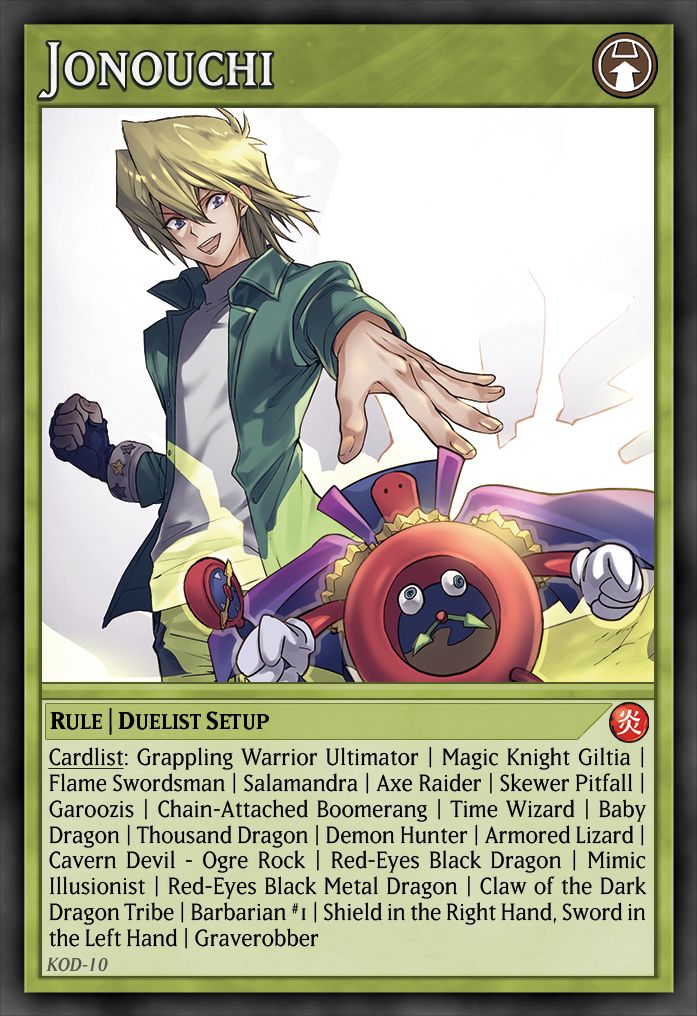 Jonouchi
Rule | Duelist Setup
炎
Cardlist: Grappling Warrior Ultimator | Magic Knight Giltia |
Flame Swordsman | Salamandra | Axe Raider | Skewer Pitfall |
Garoozis | Chain-Attached Boomerang | Time Wizard | Baby
Dragon | Thousand Dragon | Demon Hunter | Armored Lizard |
Cavern Devil - Ogre Rock | Red-Eyes Black Dragon | Mimic
Illusionist | Red-Eyes Black Metal Dragon | Claw of the Dark
Dragon Tribe | Barbarian #1 | Shield in the Right Hand, Sword in
the Left Hand | Graverobber
KOD-10